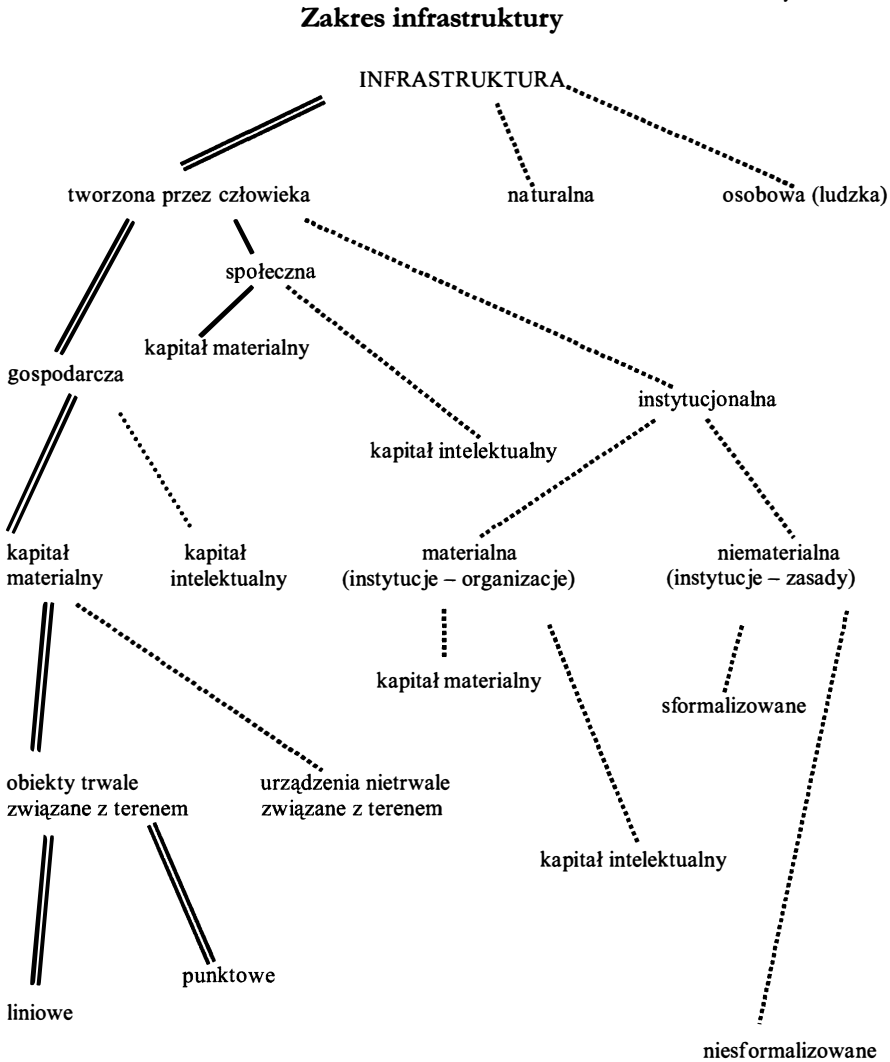 Zakres infrastruktury
INFRASTRUKTURA
tworzona przez człowieka
naturalna
osobowa (ludzka)
społeczna
kapitał materialny
gospodarcza
instytucjonalna
kapitał intelektualny
kapitał
materialny
kapitał
intelektualny
materialna
(instytucje – organizacje)
niematerialna
(instytucje – zasady)
kapitał materialny
sformalizowane
obiekty trwale
związane z terenem
urządzenia nietrwale
związane z terenem
kapitał intelektualny
punktowe
liniowe
niesformalizowane